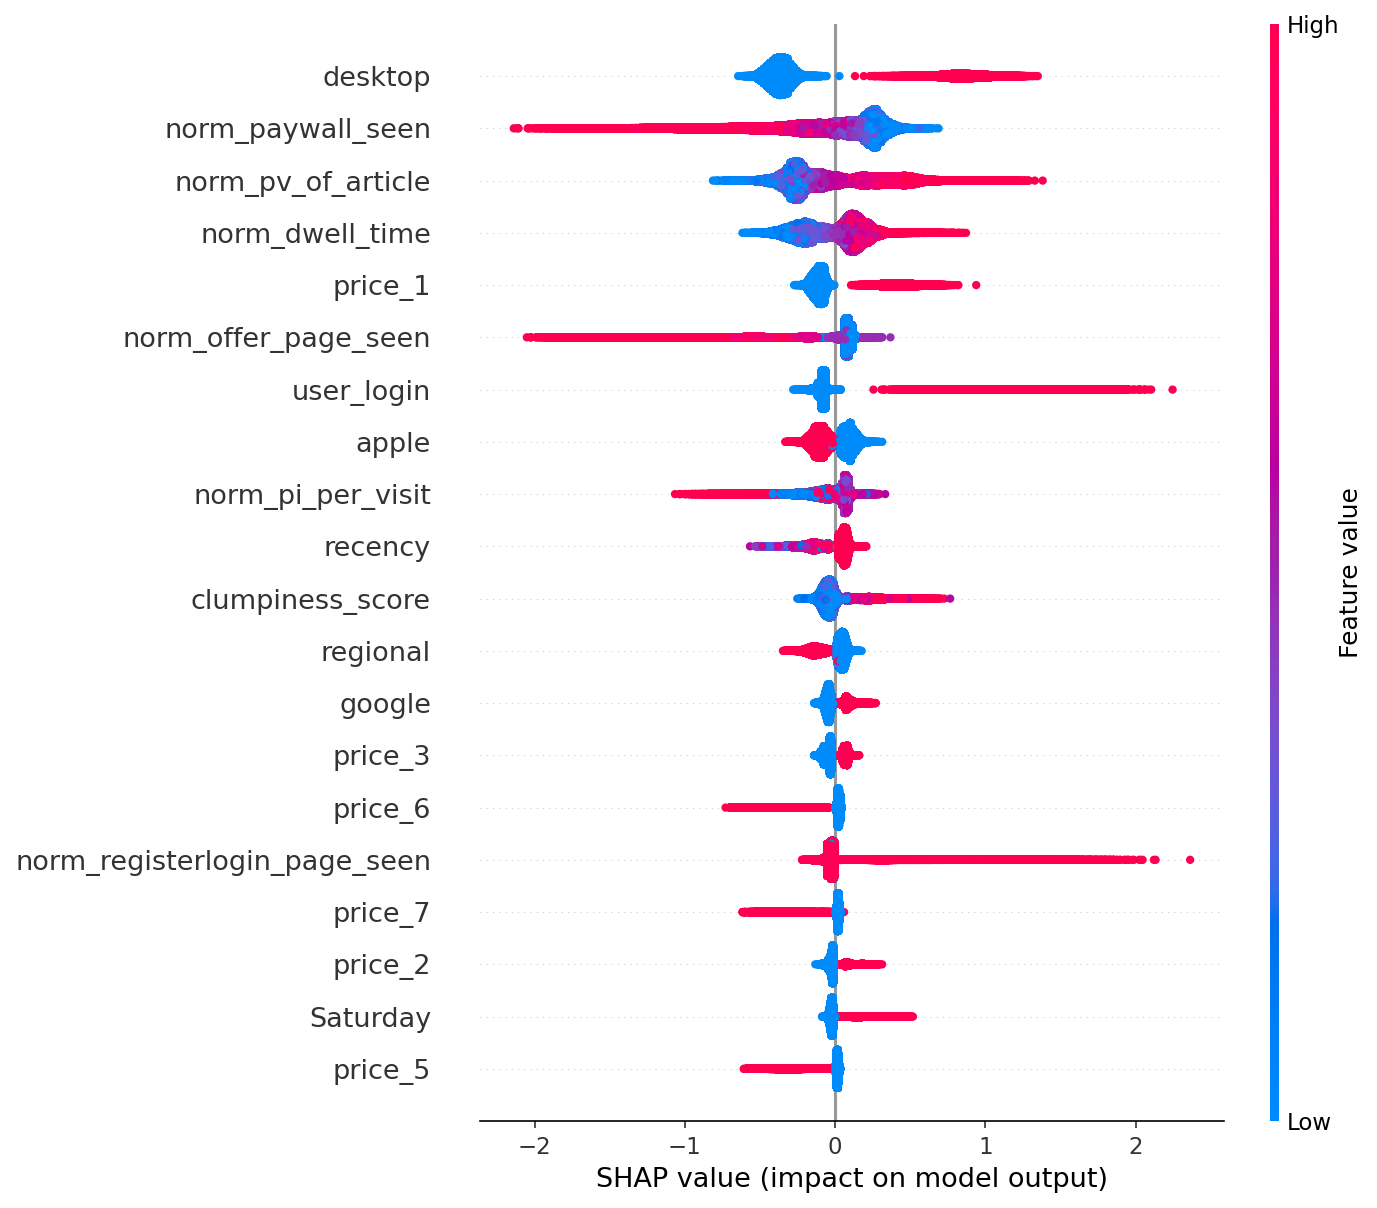 High
desktop
norm_paywall_seen
norm_pv_of_article
norm_dwell_time
price_1
norm_offer_page_seen
user_login
apple
norm_pi_per_visit
recency
clumpiness_score
regional
google
price_3
price_6
norm_registerlogin_page_seen
price_7
price_2
Saturday
price_5
Feature value
Low
−2 −1 0 1 2
SHAP value (impact on model output)